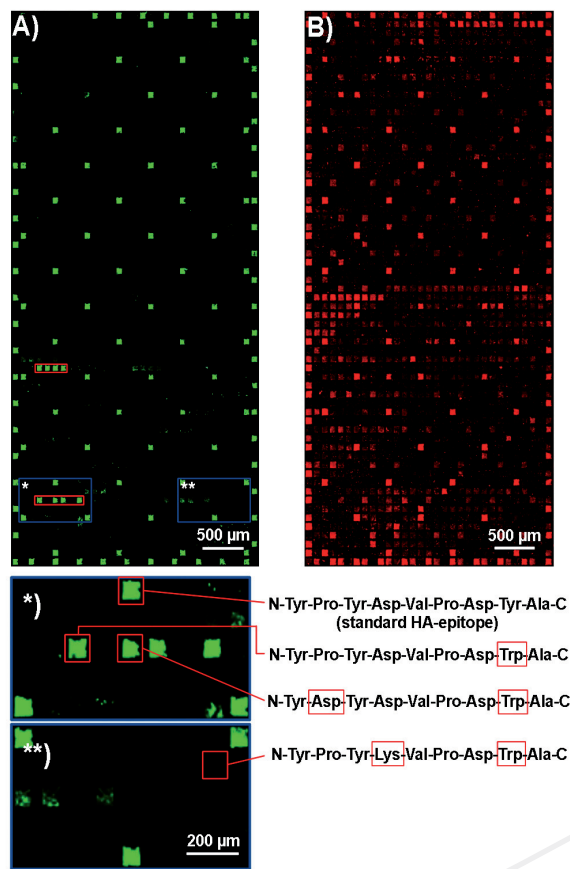 A)
B)
*
**
500 µm
500 µm
*)
N-Tyr-Pro-Tyr-Asp-Val-Pro-Asp-Tyr-Ala-C
(standard HA-epitope)
N-Tyr-Pro-Tyr-Asp-Val-Pro-Asp-Trp-Ala-C
N-Tyr-Asp-Tyr-Asp-Val-Pro-Asp-Trp-Ala-C
**)
N-Tyr-Pro-Tyr-Lys-Val-Pro-Asp-Trp-Ala-C
200 µm